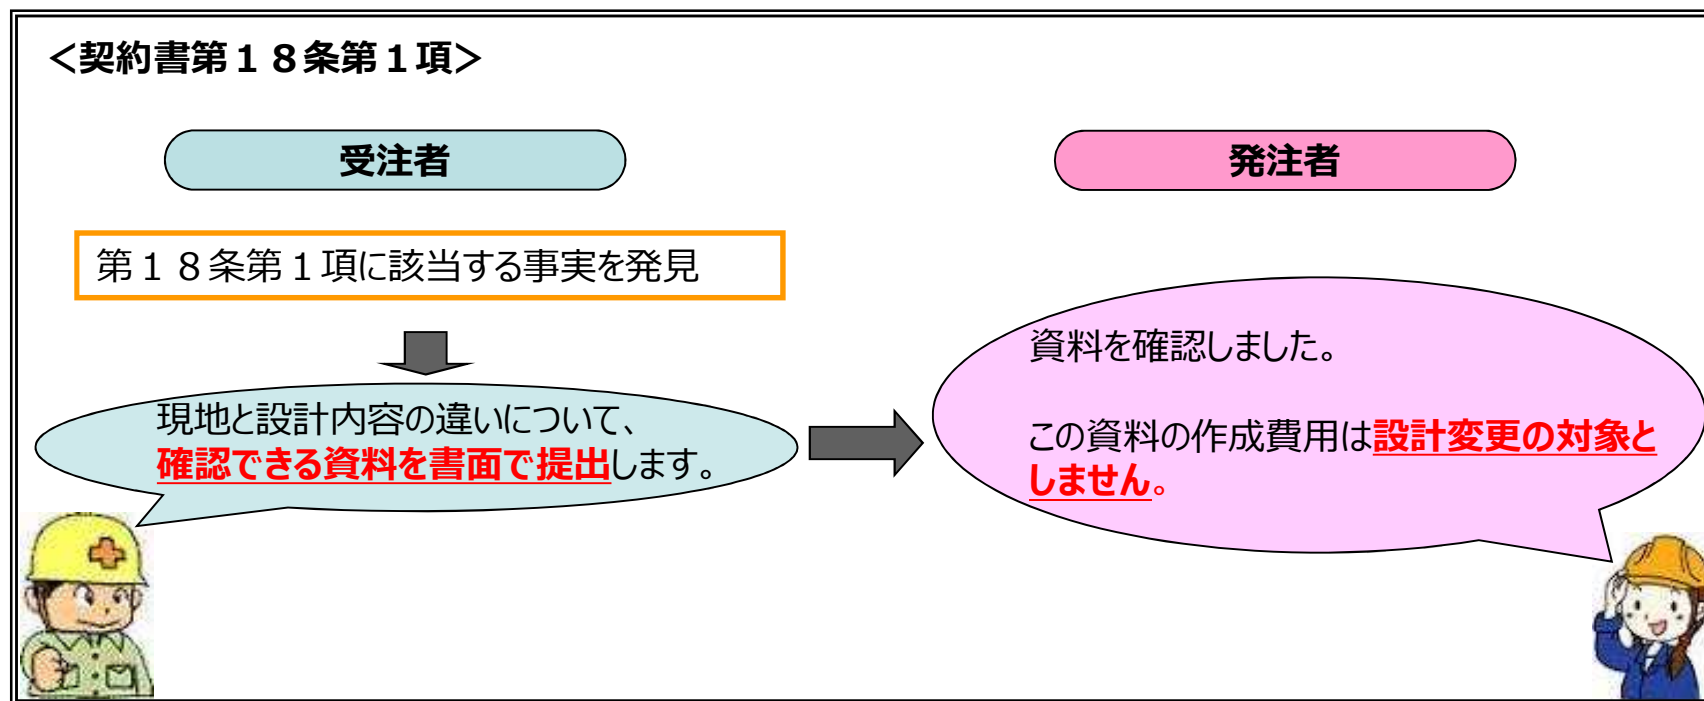 <契約書第１８条第１項>
受注者
発注者
第１８条第１項に該当する事実を発見
現地と設計内容の違いについて、
確認できる資料を書面で提出します。
資料を確認しました。
この資料の作成費用は設計変更の対象と
しません。